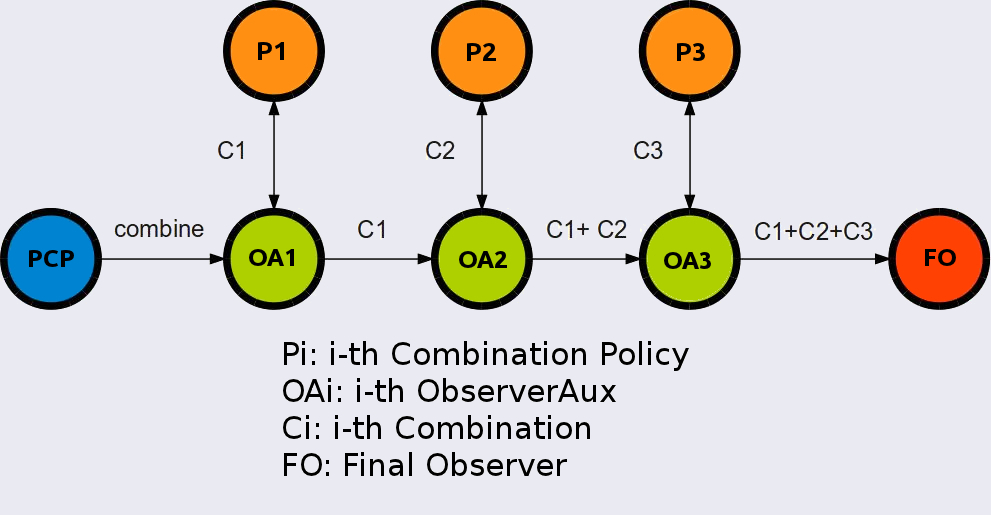 P1
P2
P3
C1
C2
C3
combine
C1
C1+ C2
C1+C2+C3
PCP
OA1
OA2
OA3
FO
Pi: i-th Combination Policy
OAi: i-th ObserverAux
Ci: i-th Combination
FO: Final Observer